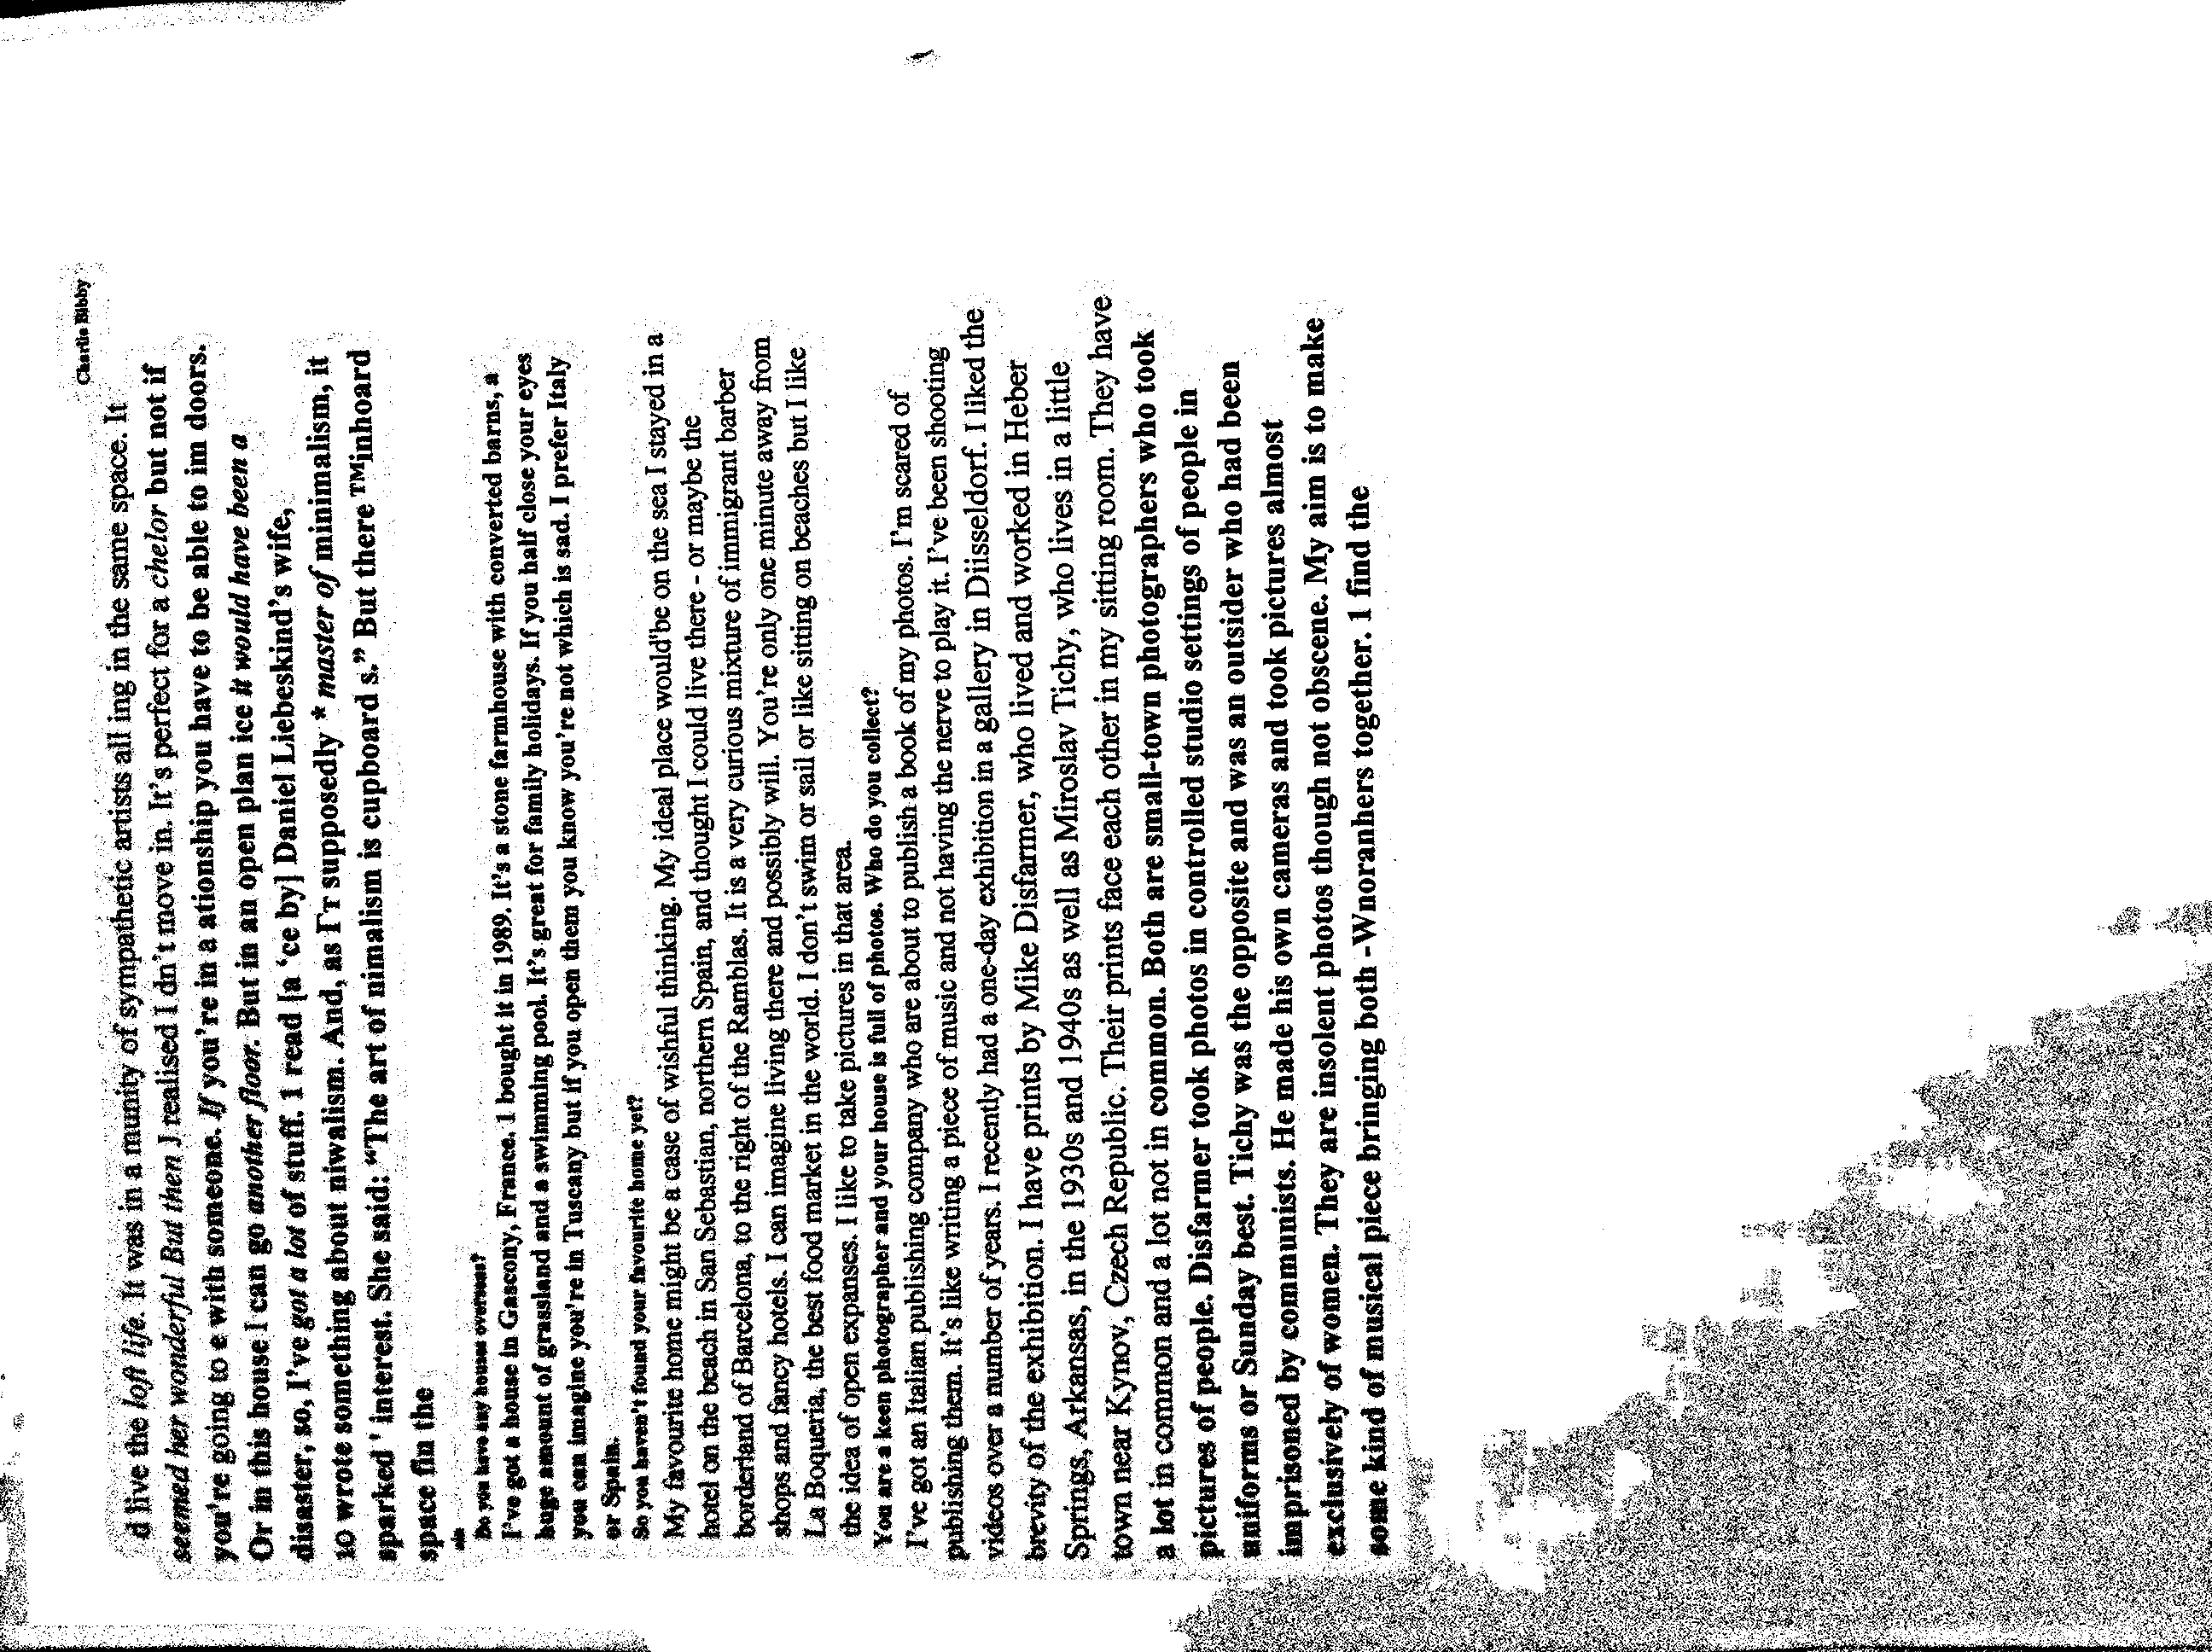 Charlie Bibby
d live the loft life. It was in a munity of sympathetic artists all ing in the same space. It
seemed her wonderful But then J realised I dn't move in. It's perfect for a chelor but not if
you're going to e with someone. If you're in a ationship you have to be able to im doors.
Or in this house I can go another floor. But in an open plan ice it would have been a
disaster, so, I've got a lot of stuff. 1 read [a 'ce by] Daniel Liebeskind's wife,
10 wrote something about niwalism. And, as Γт supposedly * master of minimalism, it
sparked ' interest. She said: “The art of nimalism is cupboard s.” But there ™inhoard
space fin the
Do you have any houses overseas?
I've got a house in Gascony, France. 1 bought it in 1989. It's a stone farmhouse with converted barns, a
huge amount of grassland and a swimming pool. It's great for family holidays. If you half close your eyes
you can imagine you're in Tuscany but if you open them you know you're not which is sad. I prefer Italy
or Spain.
So you haven't found your favourite home yet?
My favourite home might be a case of wishful thinking. My ideal place would'be on the sea I stayed in a
hotel on the beach in San Sebastian, northern Spain, and thought I could live there - or maybe the
borderland of Barcelona, to the right of the Ramblas. It is a very curious mixture of immigrant barber
shops and fancy hotels. I can imagine living there and possibly will. You're only one minute away from
La Boqueria, the best food market in the world. I don't swim or sail or like sitting on beaches but I like
the idea of open expanses. I like to take pictures in that area.
You are a keen photographer and your house is full of photos. Who do you collect?
I've got an Italian publishing company who are about to publish a book of my photos. I'm scared of
publishing them. It's like writing a piece of music and not having the nerve to play it. I've been shooting
videos over a number of years. I recently had a one-day exhibition in a gallery in Diisseldorf. I liked the
brevity of the exhibition. I have prints by Mike Disfarmer, who lived and worked in Heber
Springs, Arkansas, in the 1930s and 1940s as well as Miroslav Tichy, who lives in a little
town near Kynov, Czech Republic. Their prints face each other in my sitting room. They have
a lot in common and a lot not in common. Both are small-town photographers who took
pictures of people. Disfarmer took photos in controlled studio settings of people in
uniforms or Sunday best. Tichy was the opposite and was an outsider who had been
imprisoned by communists. He made his own cameras and took pictures almost
exclusively of women. They are insolent photos though not obscene. My aim is to make
some kind of musical piece bringing both -Wnoranhers together. 1 find the